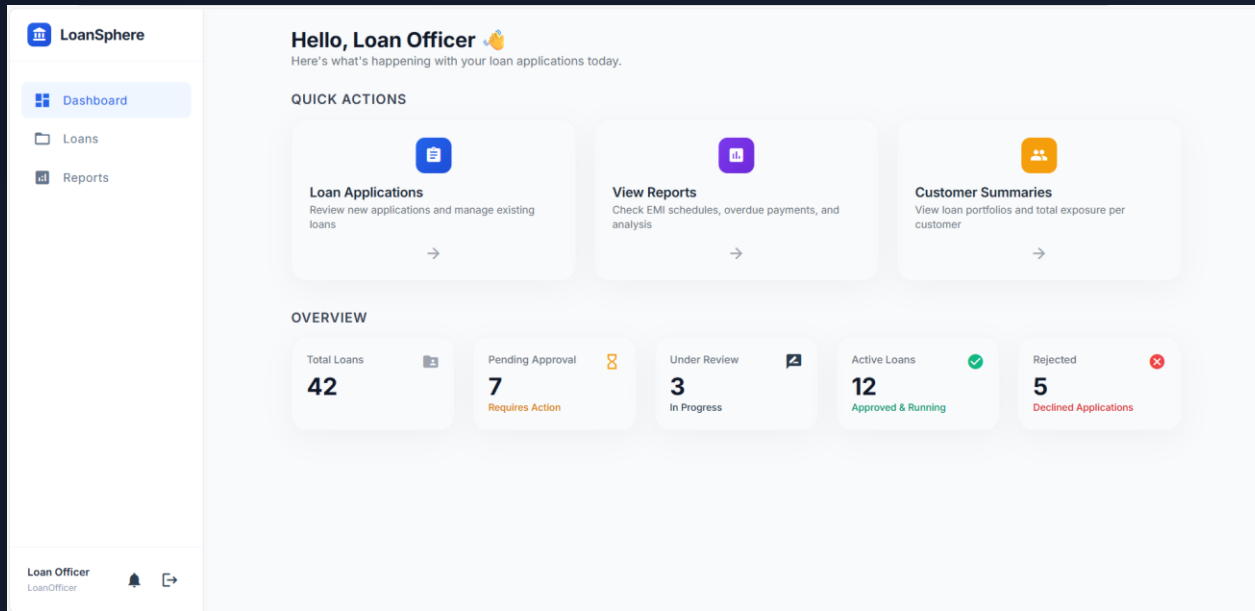 LoanSphere
Dashboard
Loans
Reports
Loan Officer
LoanOfficer
Hello, Loan Officer 👋
Here's what's happening with your loan applications today.
QUICK ACTIONS
Loan Applications
Review new applications and manage existing
loans
View Reports
Check EMI schedules, overdue payments, and
analysis
Customer Summaries
View loan portfolios and total exposure per
customer
OVERVIEW
Total Loans
42
Pending Approval
7
Requires Action
Under Review
3
In Progress
Active Loans
12
Approved & Running
Rejected
5
Declined Applications